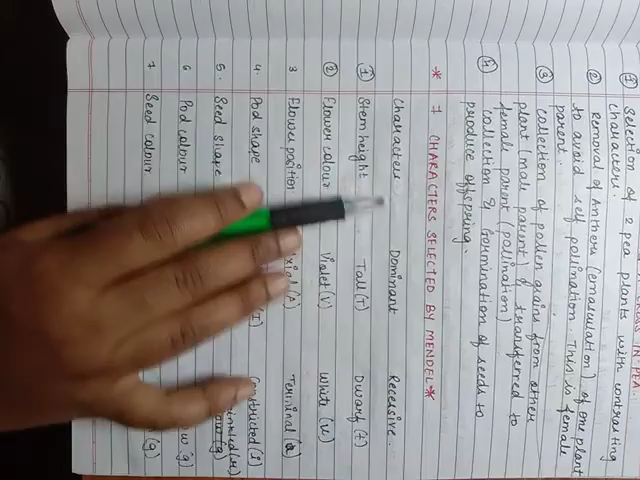 IN PEA.
① Selection of 2 pea plants with contrasting
characters.
② Removal of Anthers (emasculation) of one plant
to avoid self pollination. This is female
parent.
③ collection of pollen grains from other
plant (male parent) & transferred to
female parent (pollination)
④ collection & Germination of seeds to
produce offspring.
* 7 CHARACTERS SELECTED BY MENDEL *
Characters Dominant Recessive
① Stem height Tall (T) Dwarf (t)
② Flower colour Violet (V) White (v)
3 Flower position Axial (A) Terminal (a)
4. Pod shape (I) Constricted (i)
5. Seed shape
6 Pod colour (g)
7 Seed colour (g)